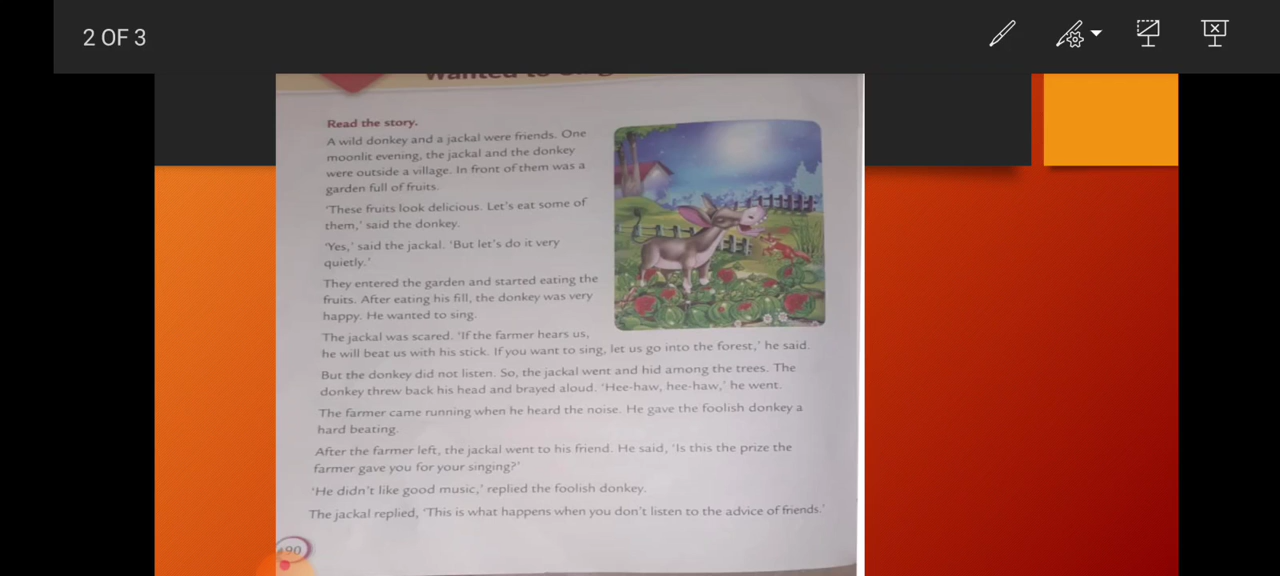 2 OF 3
Wanted to
Read the story.
A wild donkey and a jackal were friends. One
moonlit evening, the jackal and the donkey
were outside a village. In front of them was a
garden full of fruits.
‘These fruits look delicious. Let’s eat some of
them,’ said the donkey.
‘Yes,’ said the jackal. ‘But let’s do it very
quietly.’
They entered the garden and started eating the
fruits. After eating his fill, the donkey was very
happy. He wanted to sing.
The jackal was scared. ‘If the farmer hears us,
he will beat us with his stick. If you want to sing, let us go into the forest,’ he said.
But the donkey did not listen. So, the jackal went and hid among the trees. The
donkey threw back his head and brayed aloud. ‘Hee-haw, hee-haw,’ he went.
The farmer came running when he heard the noise. He gave the foolish donkey a
hard beating.
After the farmer left, the jackal went to his friend. He said, ‘Is this the prize the
farmer gave you for your singing?’
‘He didn’t like good music,’ replied the foolish donkey.
The jackal replied, ‘This is what happens when you don’t listen to the advice of friends.’
90